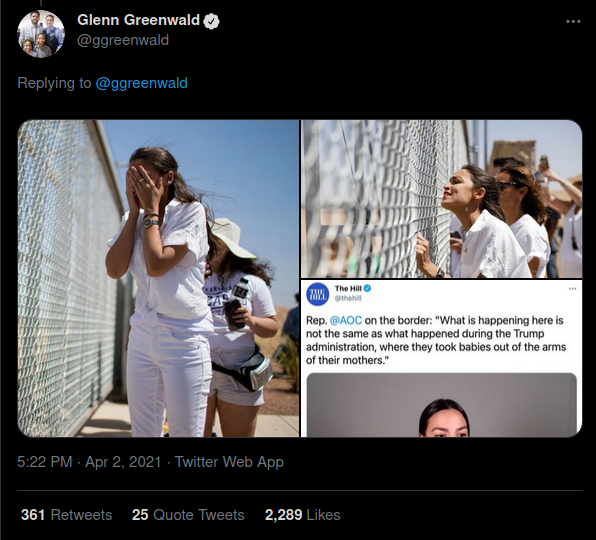 Glenn Greenwald
@ggreenwald
Replying to @ggreenwald
THE HILL
The Hill
@thehill
Rep. @AOC on the border: "What is happening here is
not the same as what happened during the Trump
administration, where they took babies out of the arms
of their mothers."
5:22 PM · Apr 2, 2021 · Twitter Web App
361 Retweets 25 Quote Tweets 2,289 Likes